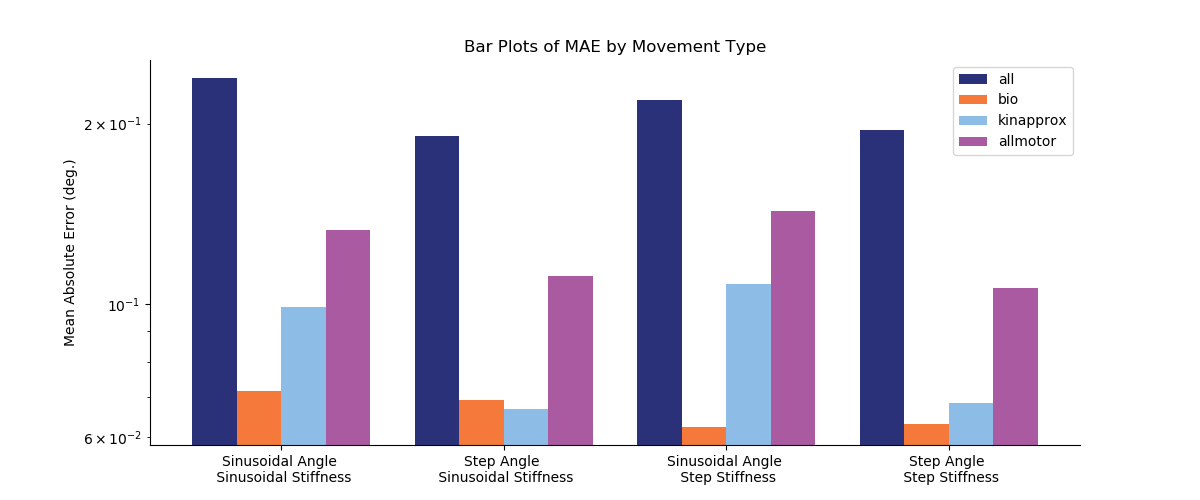 Bar Plots of MAE by Movement Type
all
bio
kinapprox
allmotor
Mean Absolute Error (deg.)
2 × 10⁻¹
10⁻¹
6 × 10⁻²
Sinusoidal Angle
Sinusoidal Stiffness
Step Angle
Sinusoidal Stiffness
Sinusoidal Angle
Step Stiffness
Step Angle
Step Stiffness